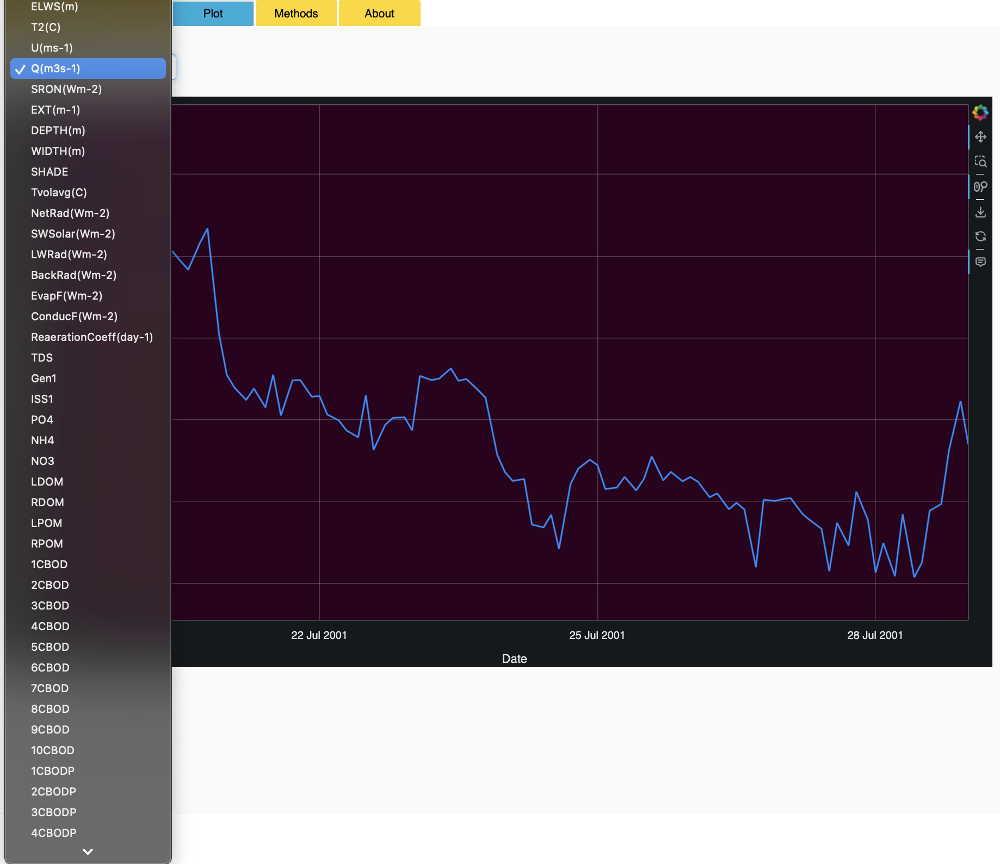 Plot
Methods
About
ELWS(m)
T2(C)
U(ms-1)
Q(m3s-1)
SRON(Wm-2)
EXT(m-1)
DEPTH(m)
WIDTH(m)
SHADE
Tvolavg(C)
NetRad(Wm-2)
SWSolar(Wm-2)
LWRad(Wm-2)
BackRad(Wm-2)
EvapF(Wm-2)
ConducF(Wm-2)
ReaerationCoeff(day-1)
TDS
Gen1
ISS1
PO4
NH4
NO3
LDOM
RDOM
LPOM
RPOM
1CBOD
2CBOD
3CBOD
4CBOD
5CBOD
6CBOD
7CBOD
8CBOD
9CBOD
10CBOD
1CBODP
2CBODP
3CBODP
4CBODP
22 Jul 2001
25 Jul 2001
28 Jul 2001
Date